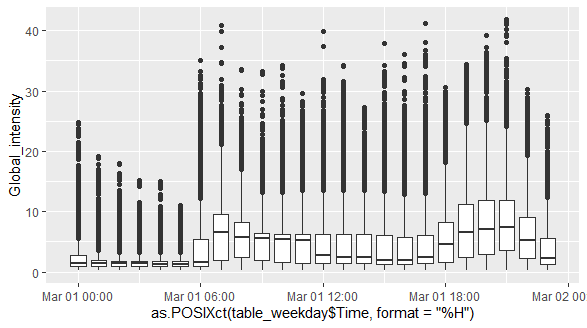 40
30
20
10
0
Global_intensity
Mar 01 00:00 Mar 01 06:00 Mar 01 12:00 Mar 01 18:00 Mar 02 00:00
as.POSIXct(table_weekday$Time, format = "%H")